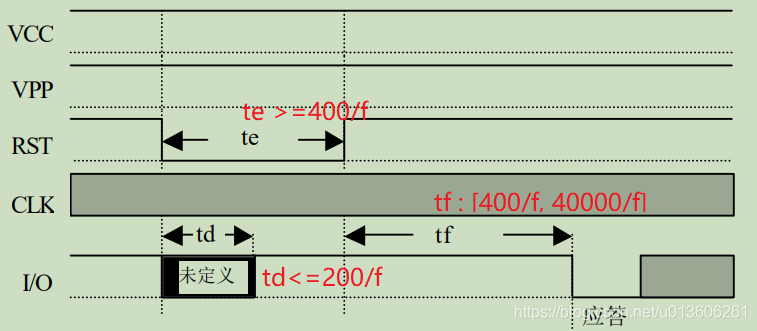 VCC
VPP
te >=400/f
RST
te
CLK
tf : [400/f, 40000/f]
td
tf
I/O
未定义
td<=200/f
应答
https://blog.csdn.net/u013606261